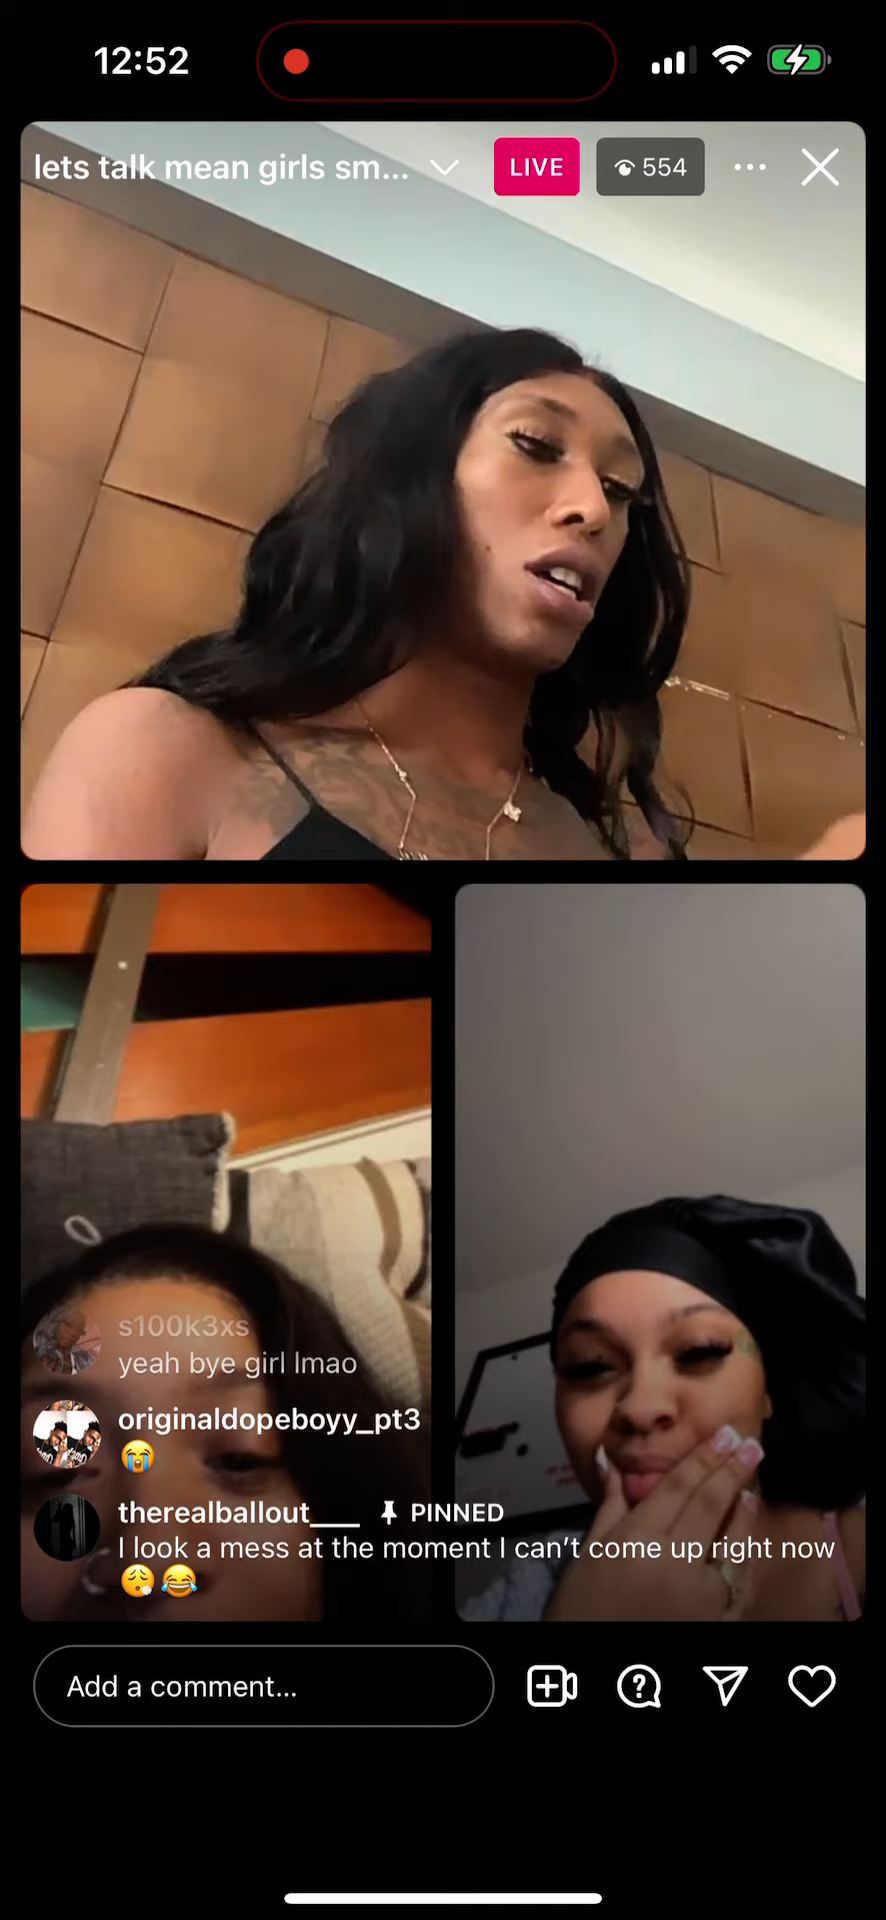 12:52
lets talk mean girls sm...
LIVE
554
s100k3xs
yeah bye girl lmao
originaldopeboyy_pt3
😭
therealballout___ PINNED
I look a mess at the moment I can’t come up right now
😮‍💨😂
Add a comment...